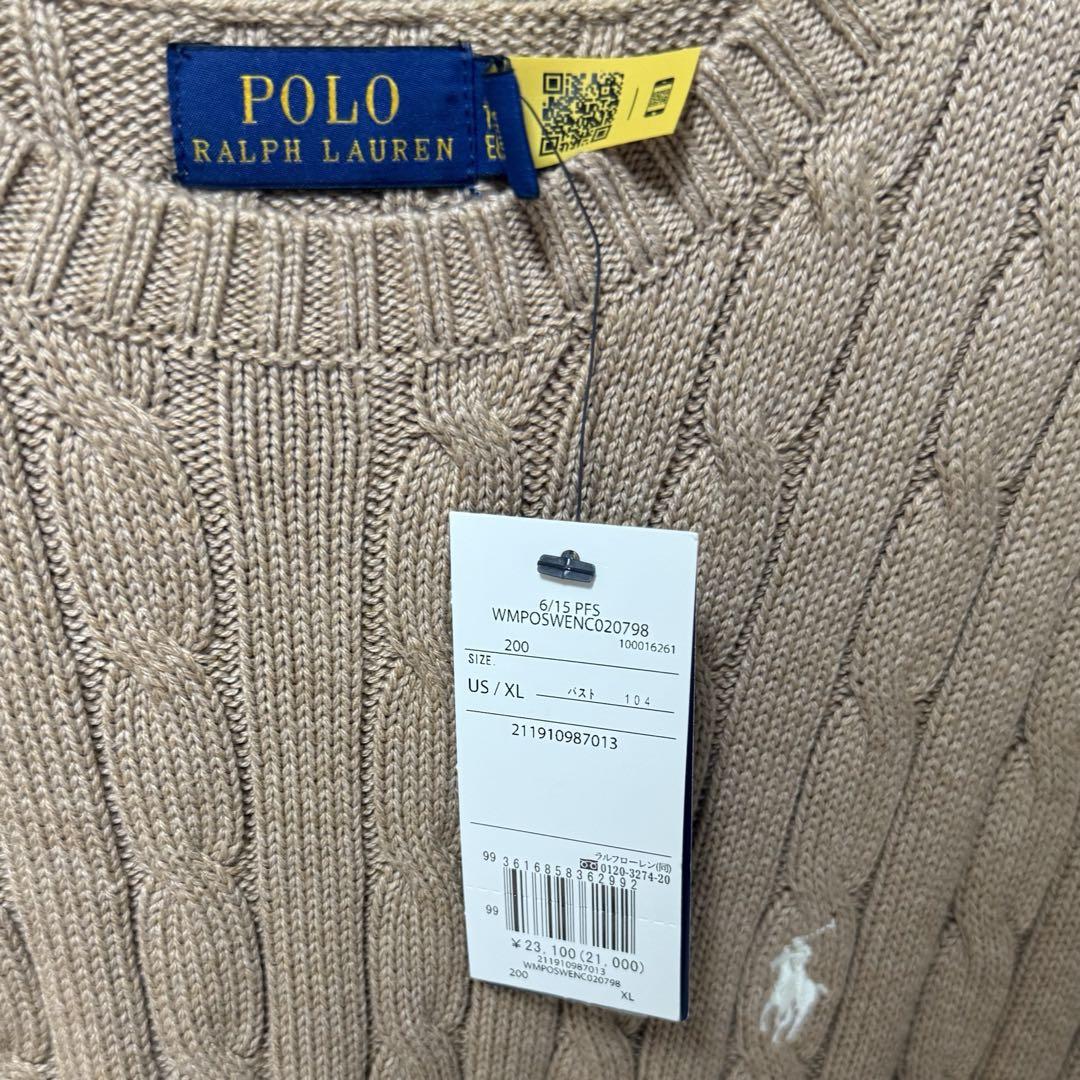 POLO
RALPH LAUREN
6/15 PFS
WMPOSWENC020798
200 100016261
SIZE.
US / XL バスト 104
211910987013
ラルフローレン(同)
0120-3274-20
99 3616858362992
99
¥23,100(21,000)
211910987013
WMPOSWENC020798
200 XL